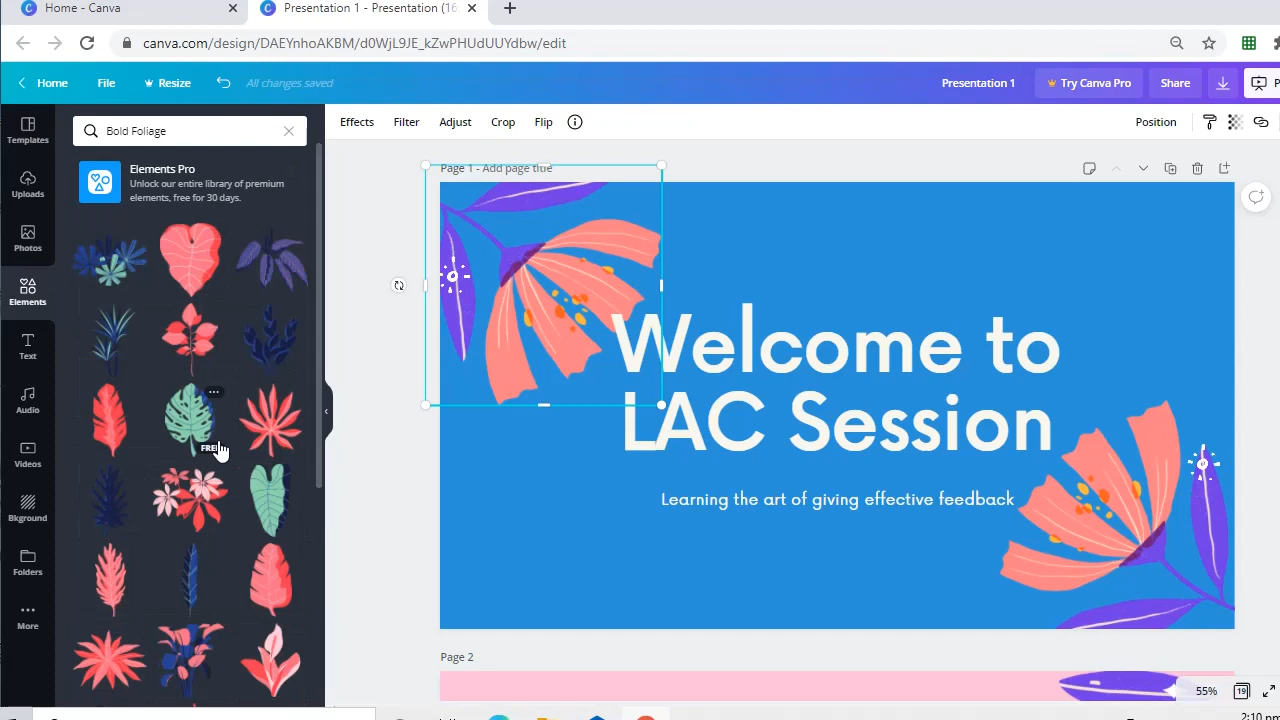 Home - Canva
Presentation 1 - Presentation (16
canva.com/design/DAEYnhoAKBM/d0WjL9JE_kZwPHUdUUYdbw/edit
Home
File
Resize
All changes saved
Presentation 1
Try Canva Pro
Share
P
Templates
Uploads
Photos
Elements
Text
Audio
Videos
Bkground
Folders
More
Bold Foliage
Elements Pro
Unlock our entire library of premium
elements, free for 30 days.
FREE
Effects
Filter
Adjust
Crop
Flip
Position
Page 1 - Add page title
Welcome to
LAC Session
Learning the art of giving effective feedback
Page 2
55%
19
2:10 pm